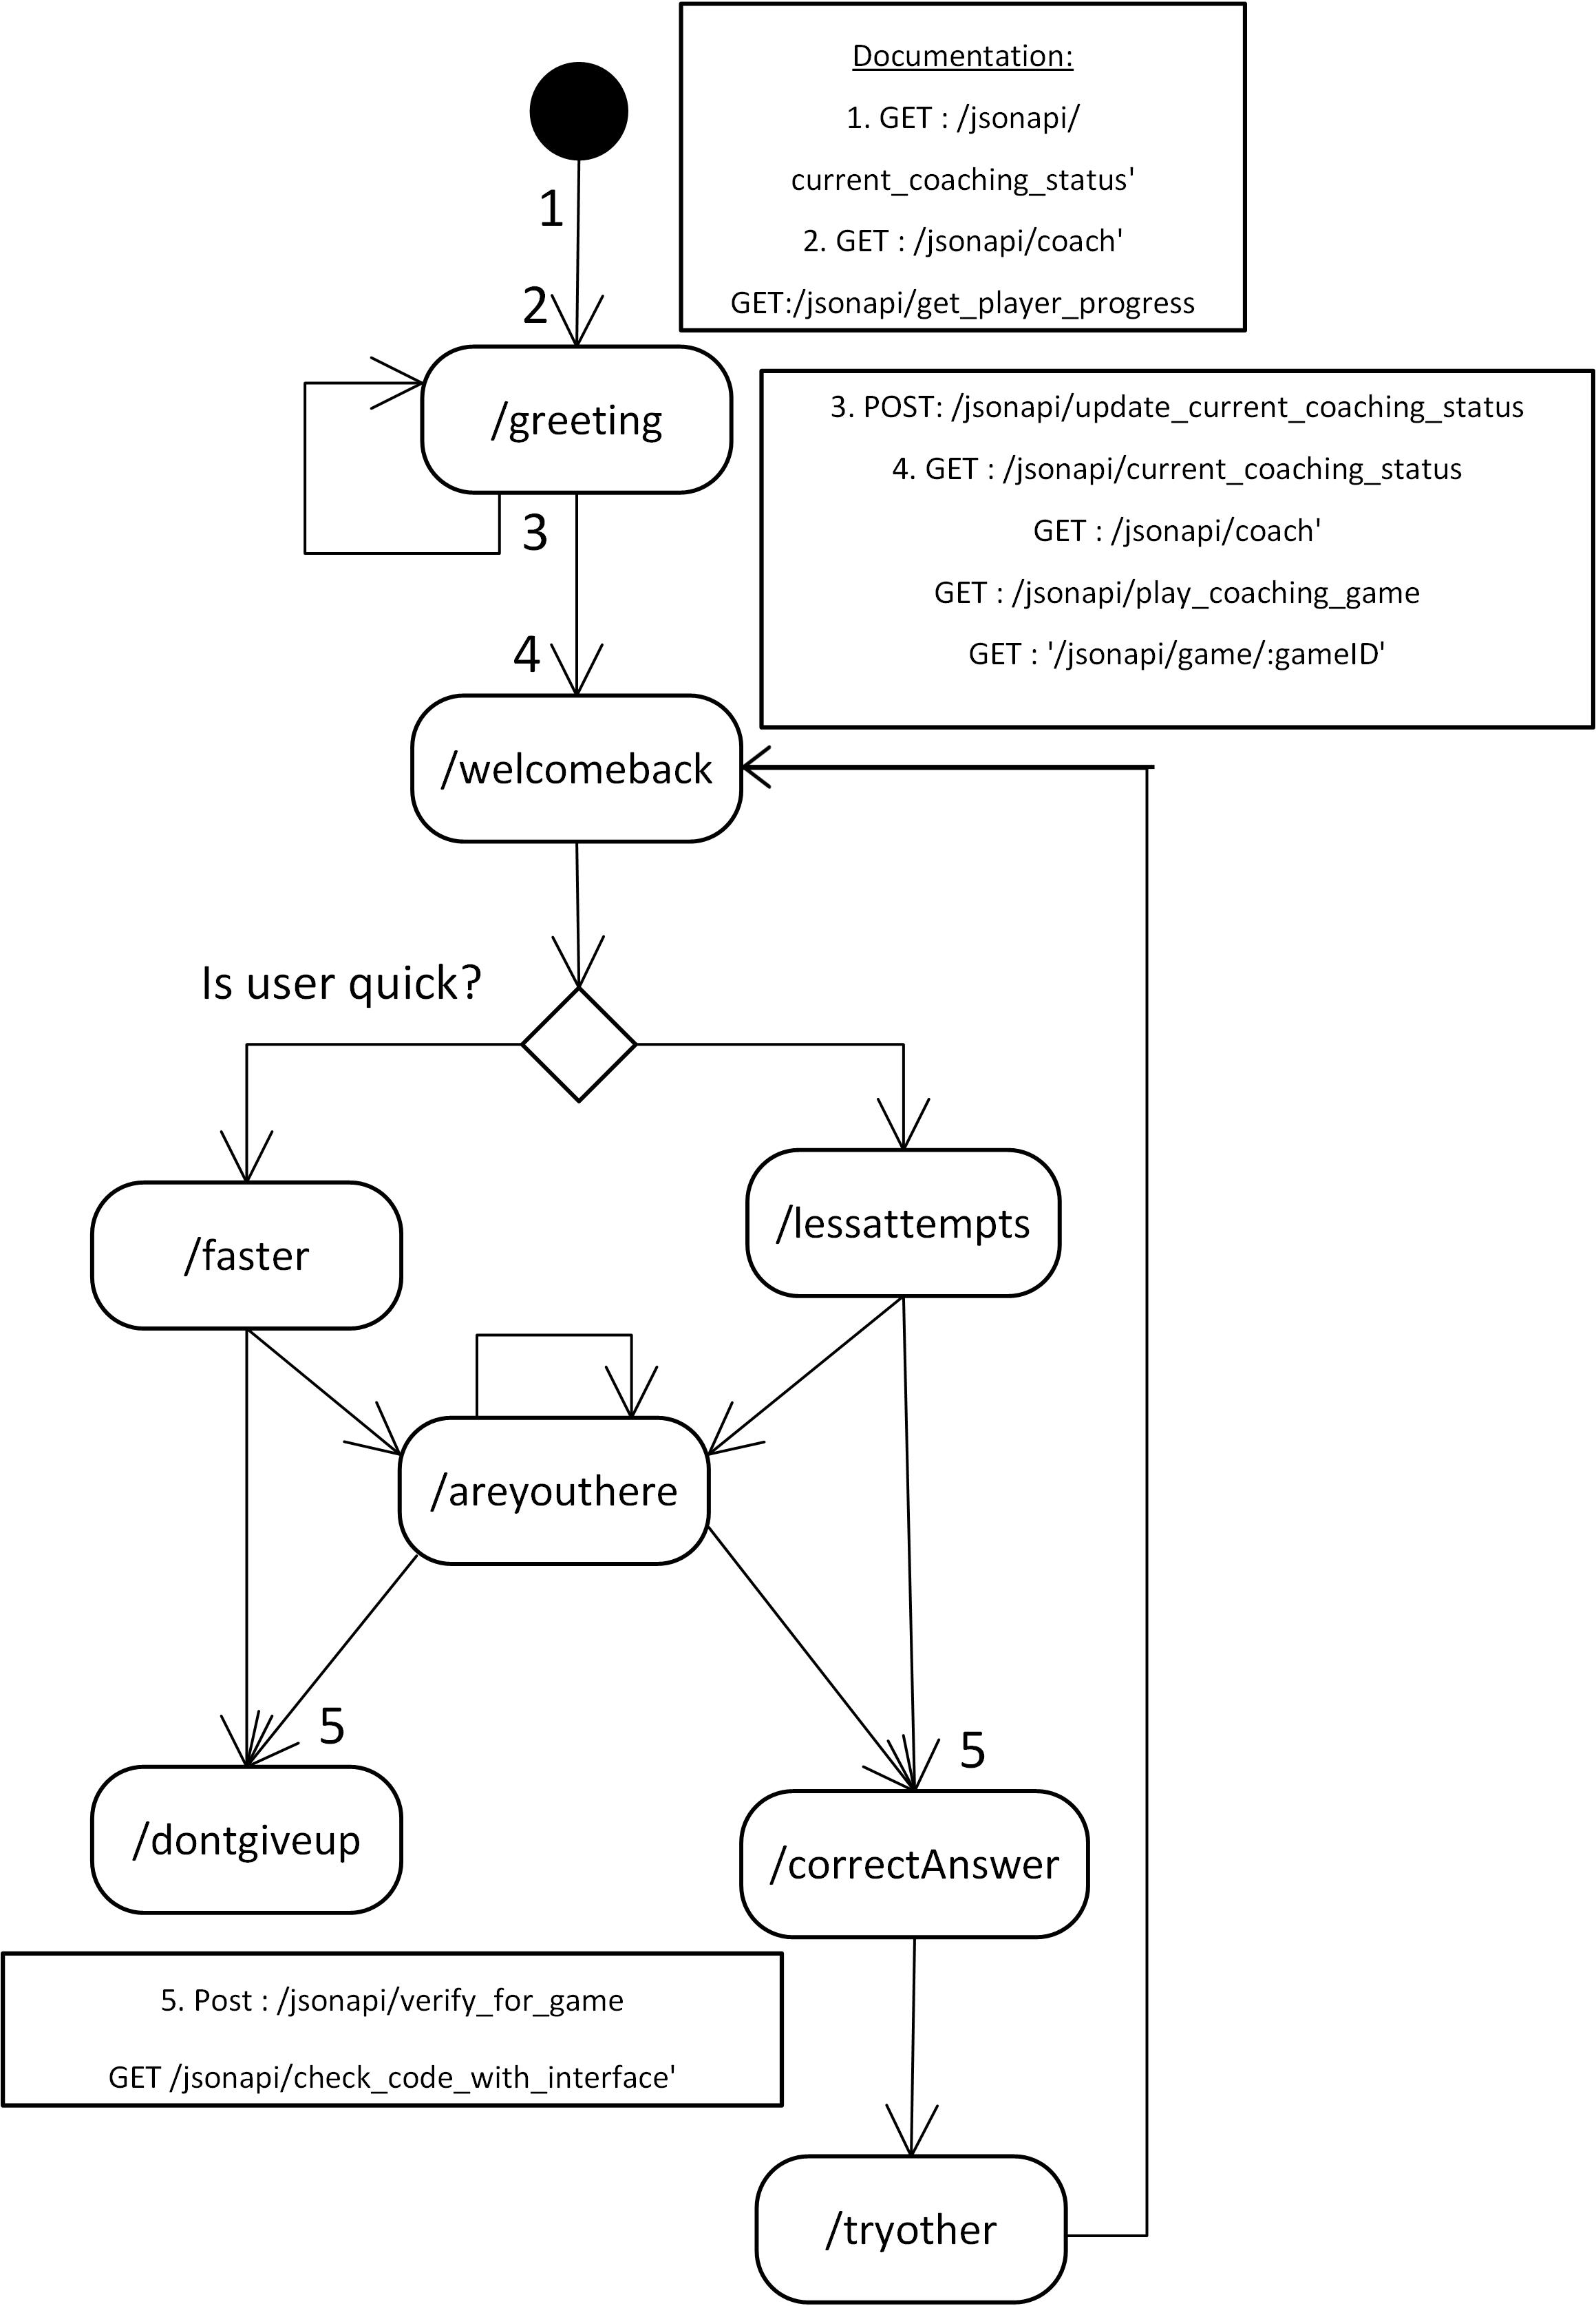 Documentation:
1. GET : /jsonapi/
current_coaching_status'
2. GET : /jsonapi/coach'
GET:/jsonapi/get_player_progress
1
2
/greeting
3. POST: /jsonapi/update_current_coaching_status
4. GET : /jsonapi/current_coaching_status
GET : /jsonapi/coach'
GET : /jsonapi/play_coaching_game
GET : '/jsonapi/game/:gameID'
3
4
/welcomeback
Is user quick?
/faster
/lessattempts
/areyouthere
5
5
/dontgiveup
/correctAnswer
5. Post : /jsonapi/verify_for_game
GET /jsonapi/check_code_with_interface'
/tryother